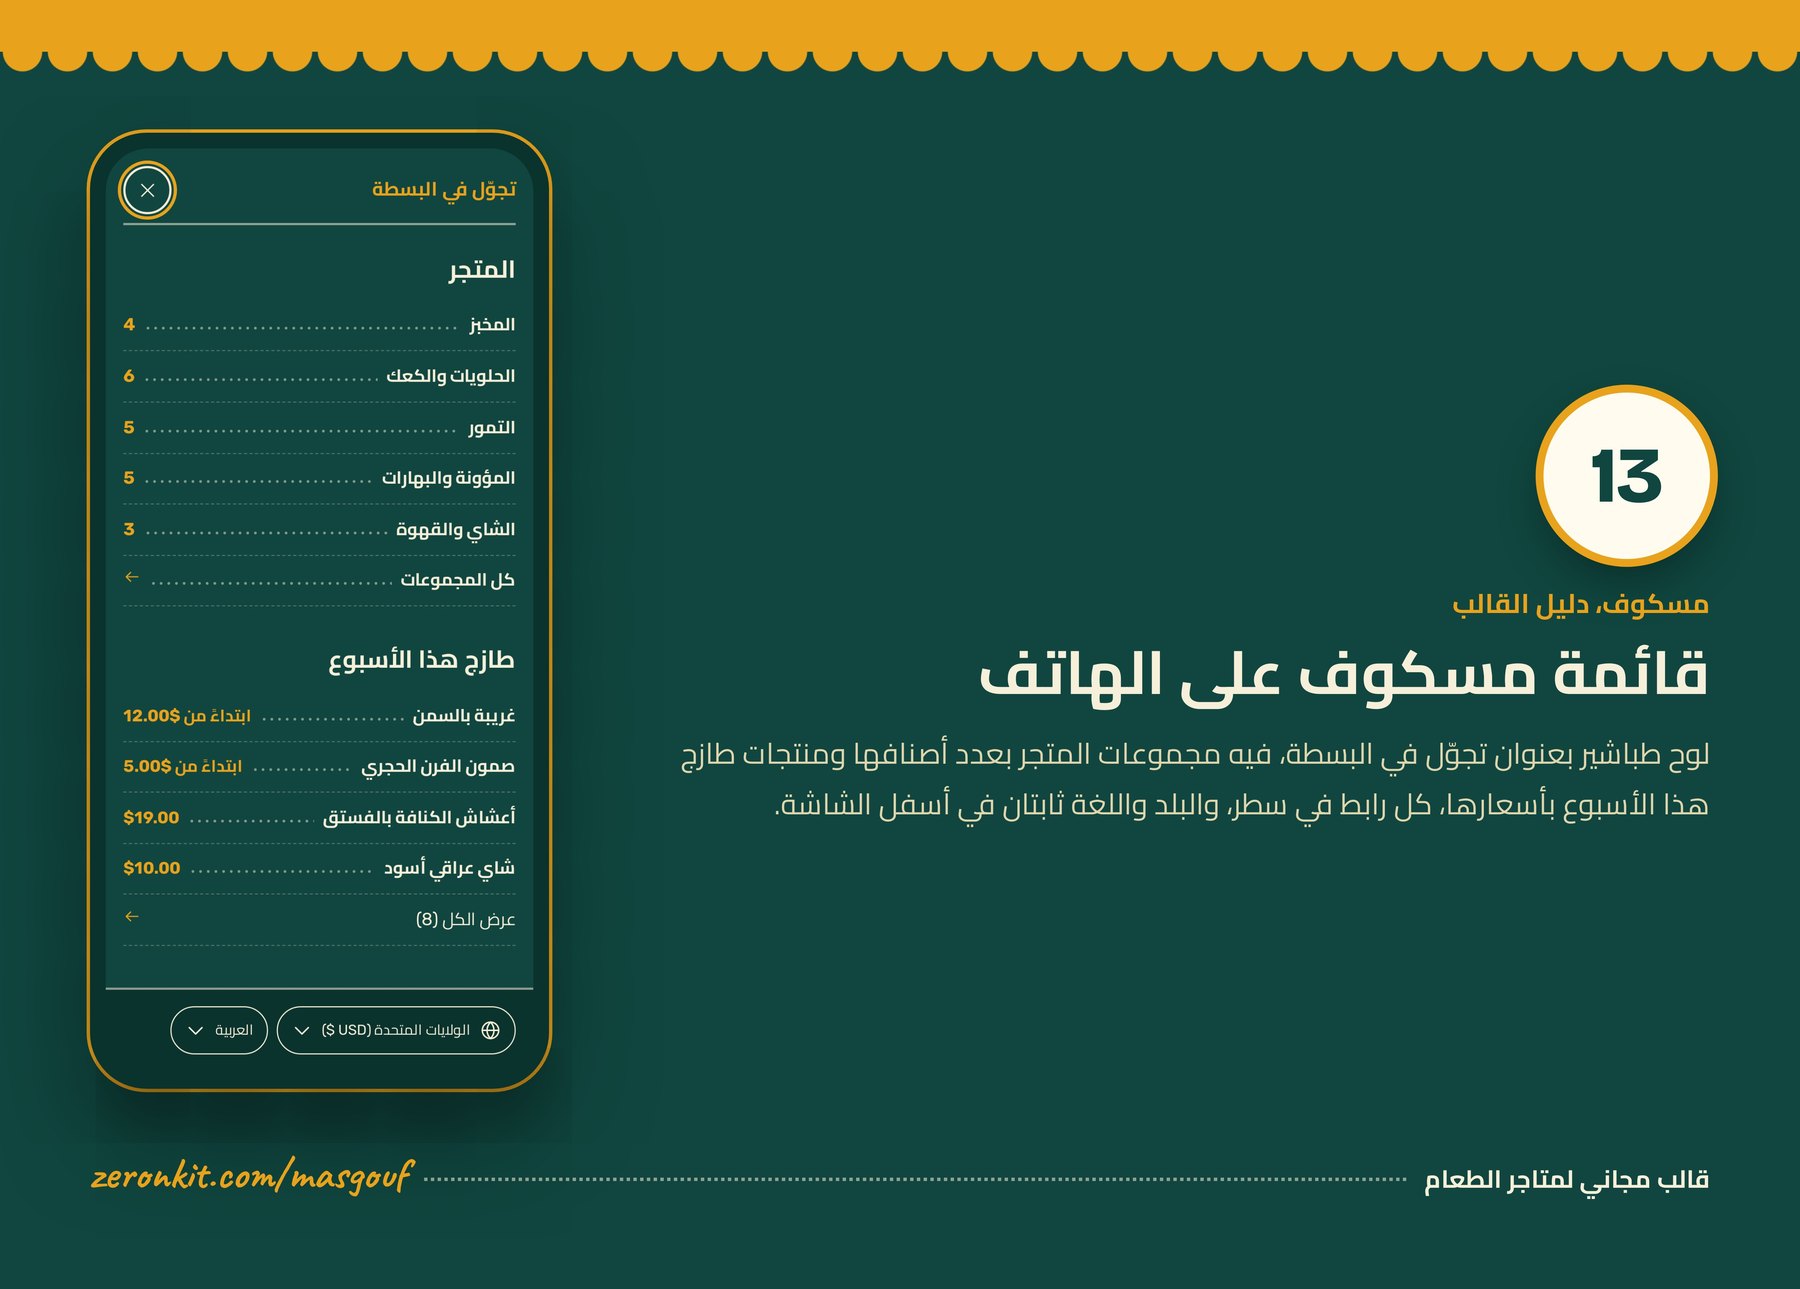 13
مسكوف، دليل القالب
قائمة مسكوف على الهاتف
لوح طباشير بعنوان تجوّل في البسطة، فيه مجموعات المتجر بعدد أصنافها ومنتجات طازج
هذا الأسبوع بأسعارها، كل رابط في سطر، والبلد واللغة ثابتان في أسفل الشاشة.
تجوّل في البسطة
المتجر
المخبز 4
الحلويات والكعك 6
التمور 5
المؤونة والبهارات 5
الشاي والقهوة 3
كل المجموعات ←
طازج هذا الأسبوع
غريبة بالسمن ابتداءً من $12.00
صمون الفرن الحجري ابتداءً من $5.00
أعشاش الكنافة بالفستق $19.00
شاي عراقي أسود $10.00
عرض الكل (8) ←
الولايات المتحدة (USD $) العربية
قالب مجاني لمتاجر الطعام zeronkit.com/masgouf